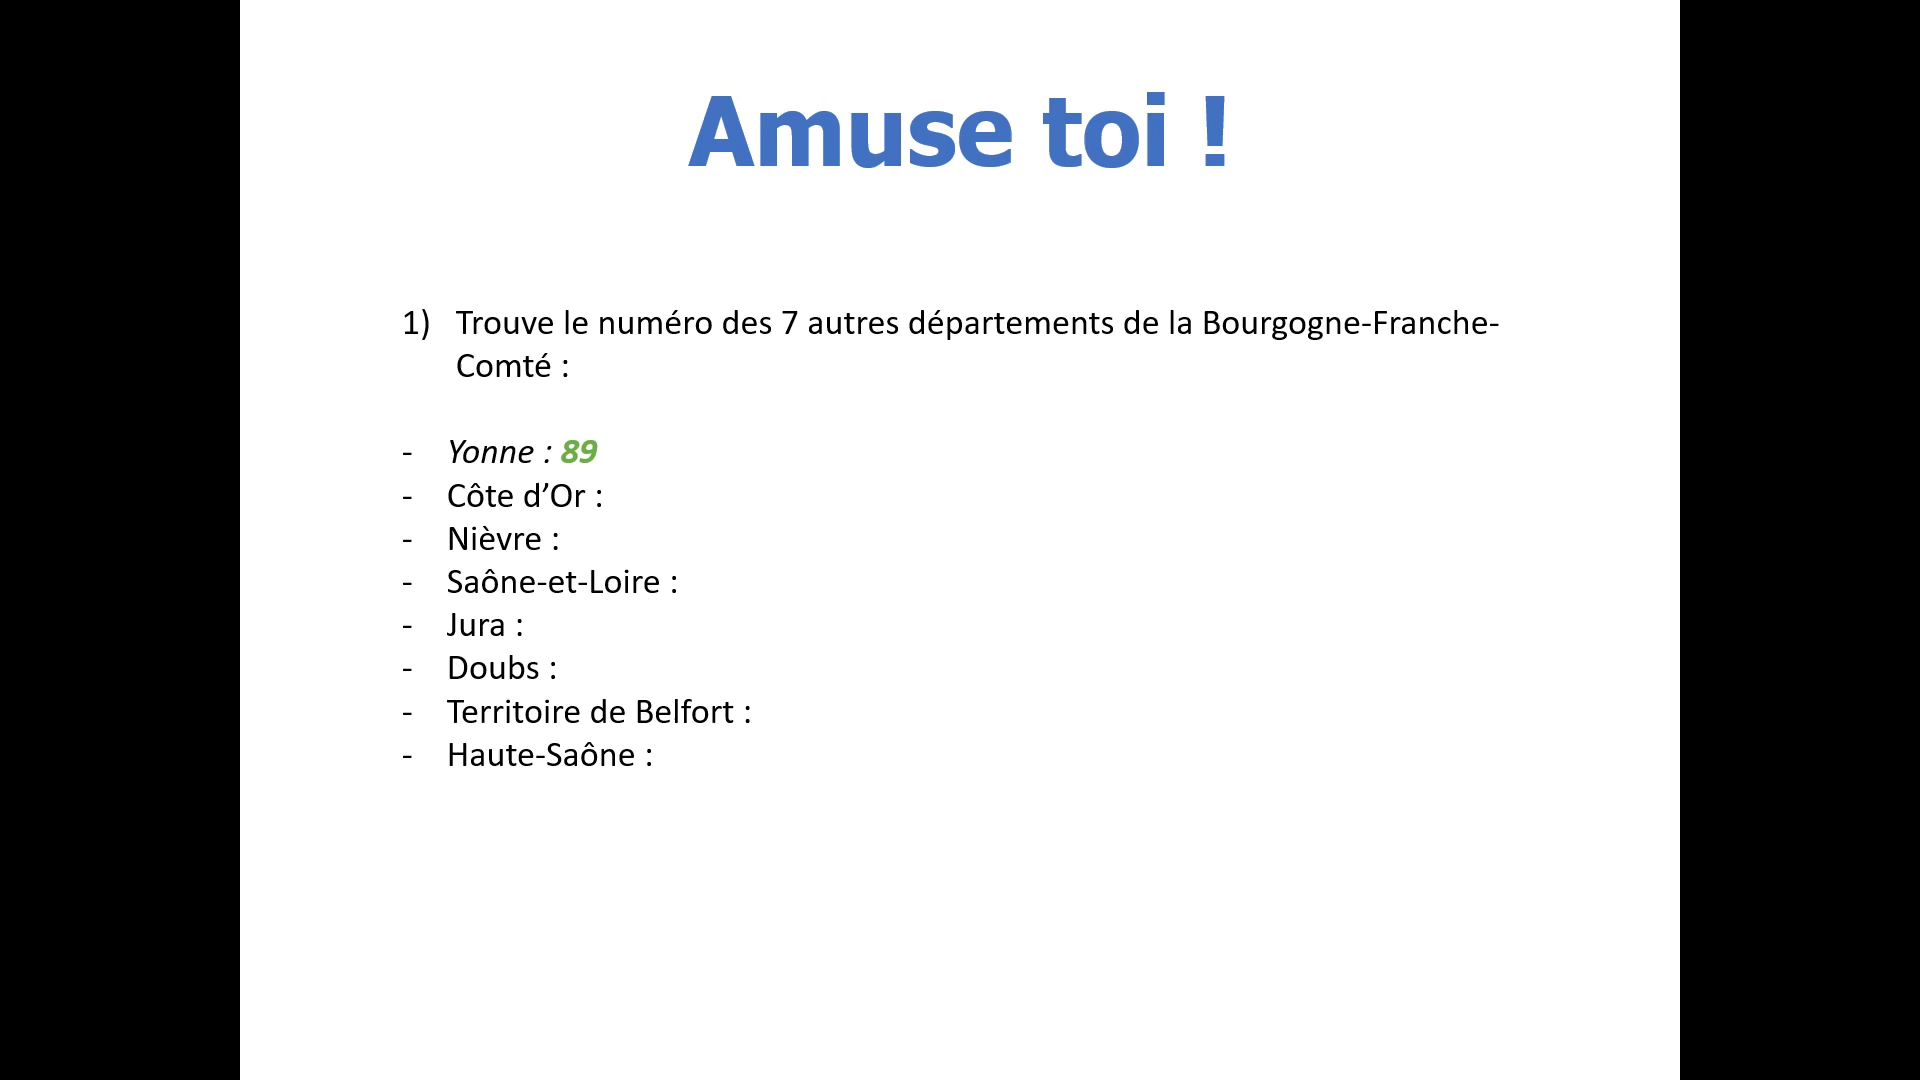 Amuse toi !
1) Trouve le numéro des 7 autres départements de la Bourgogne-Franche-
Comté :
- Yonne : 89
- Côte d’Or :
- Nièvre :
- Saône-et-Loire :
- Jura :
- Doubs :
- Territoire de Belfort :
- Haute-Saône :